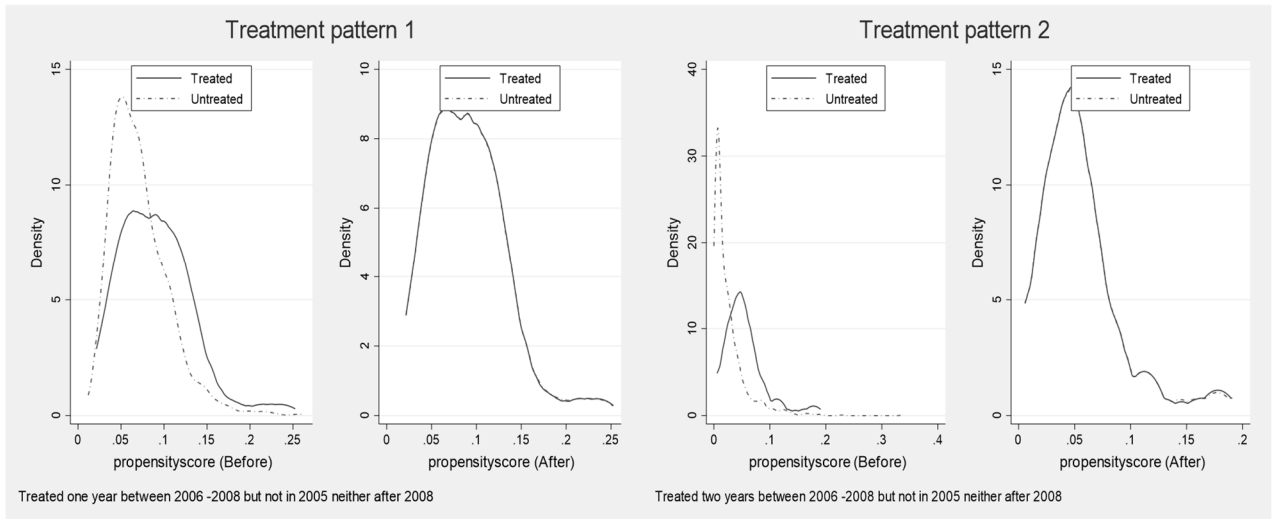 Treatment pattern 1
Treatment pattern 2
Treated
Untreated
Density
15
10
5
0
0
.05
.1
.15
.2
.25
propensityscore (Before)
Treated
Untreated
Density
10
8
6
4
2
0
0
.05
.1
.15
.2
.25
propensityscore (After)
Treated
Untreated
Density
40
30
20
10
0
0
.1
.2
.3
.4
propensityscore (Before)
Treated
Untreated
Density
15
10
5
0
0
.05
.1
.15
.2
propensityscore (After)
Treated one year between 2006 -2008 but not in 2005 neither after 2008
Treated two years between 2006 -2008 but not in 2005 neither after 2008